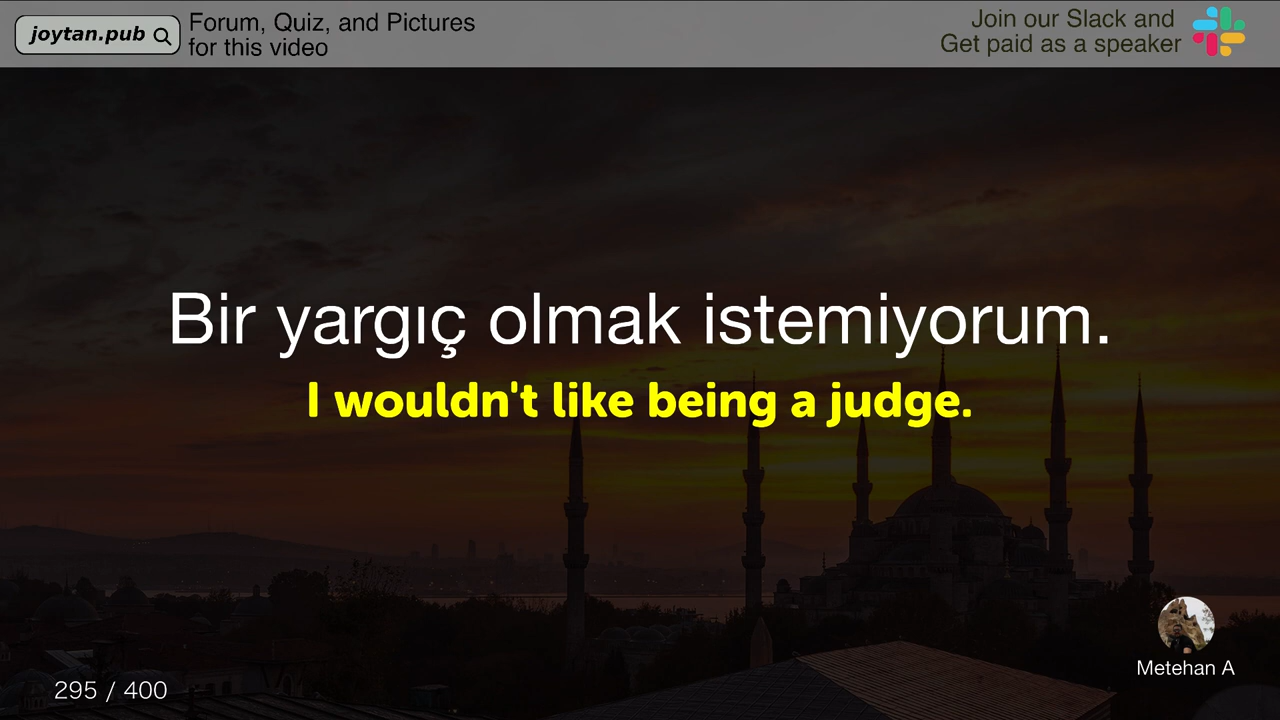 joytan.pub
Forum, Quiz, and Pictures
for this video
Join our Slack and
Get paid as a speaker
Bir yargıç olmak istemiyorum.
I wouldn't like being a judge.
Metehan A
295 / 400